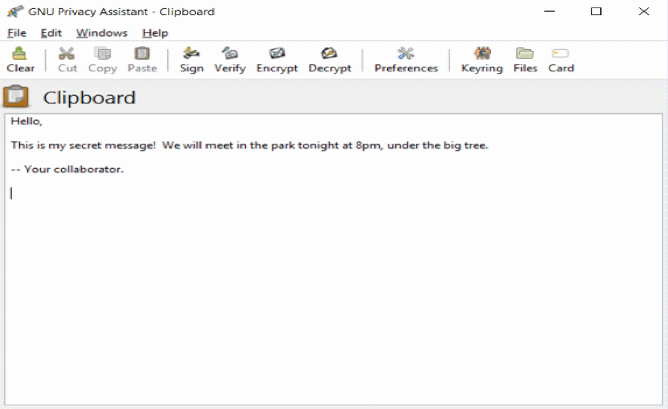 GNU Privacy Assistant - Clipboard
File Edit Windows Help
Clear Cut Copy Paste Sign Verify Encrypt Decrypt Preferences Keyring Files Card
Clipboard
Hello,
This is my secret message!  We will meet in the park tonight at 8pm, under the big tree.
-- Your collaborator.